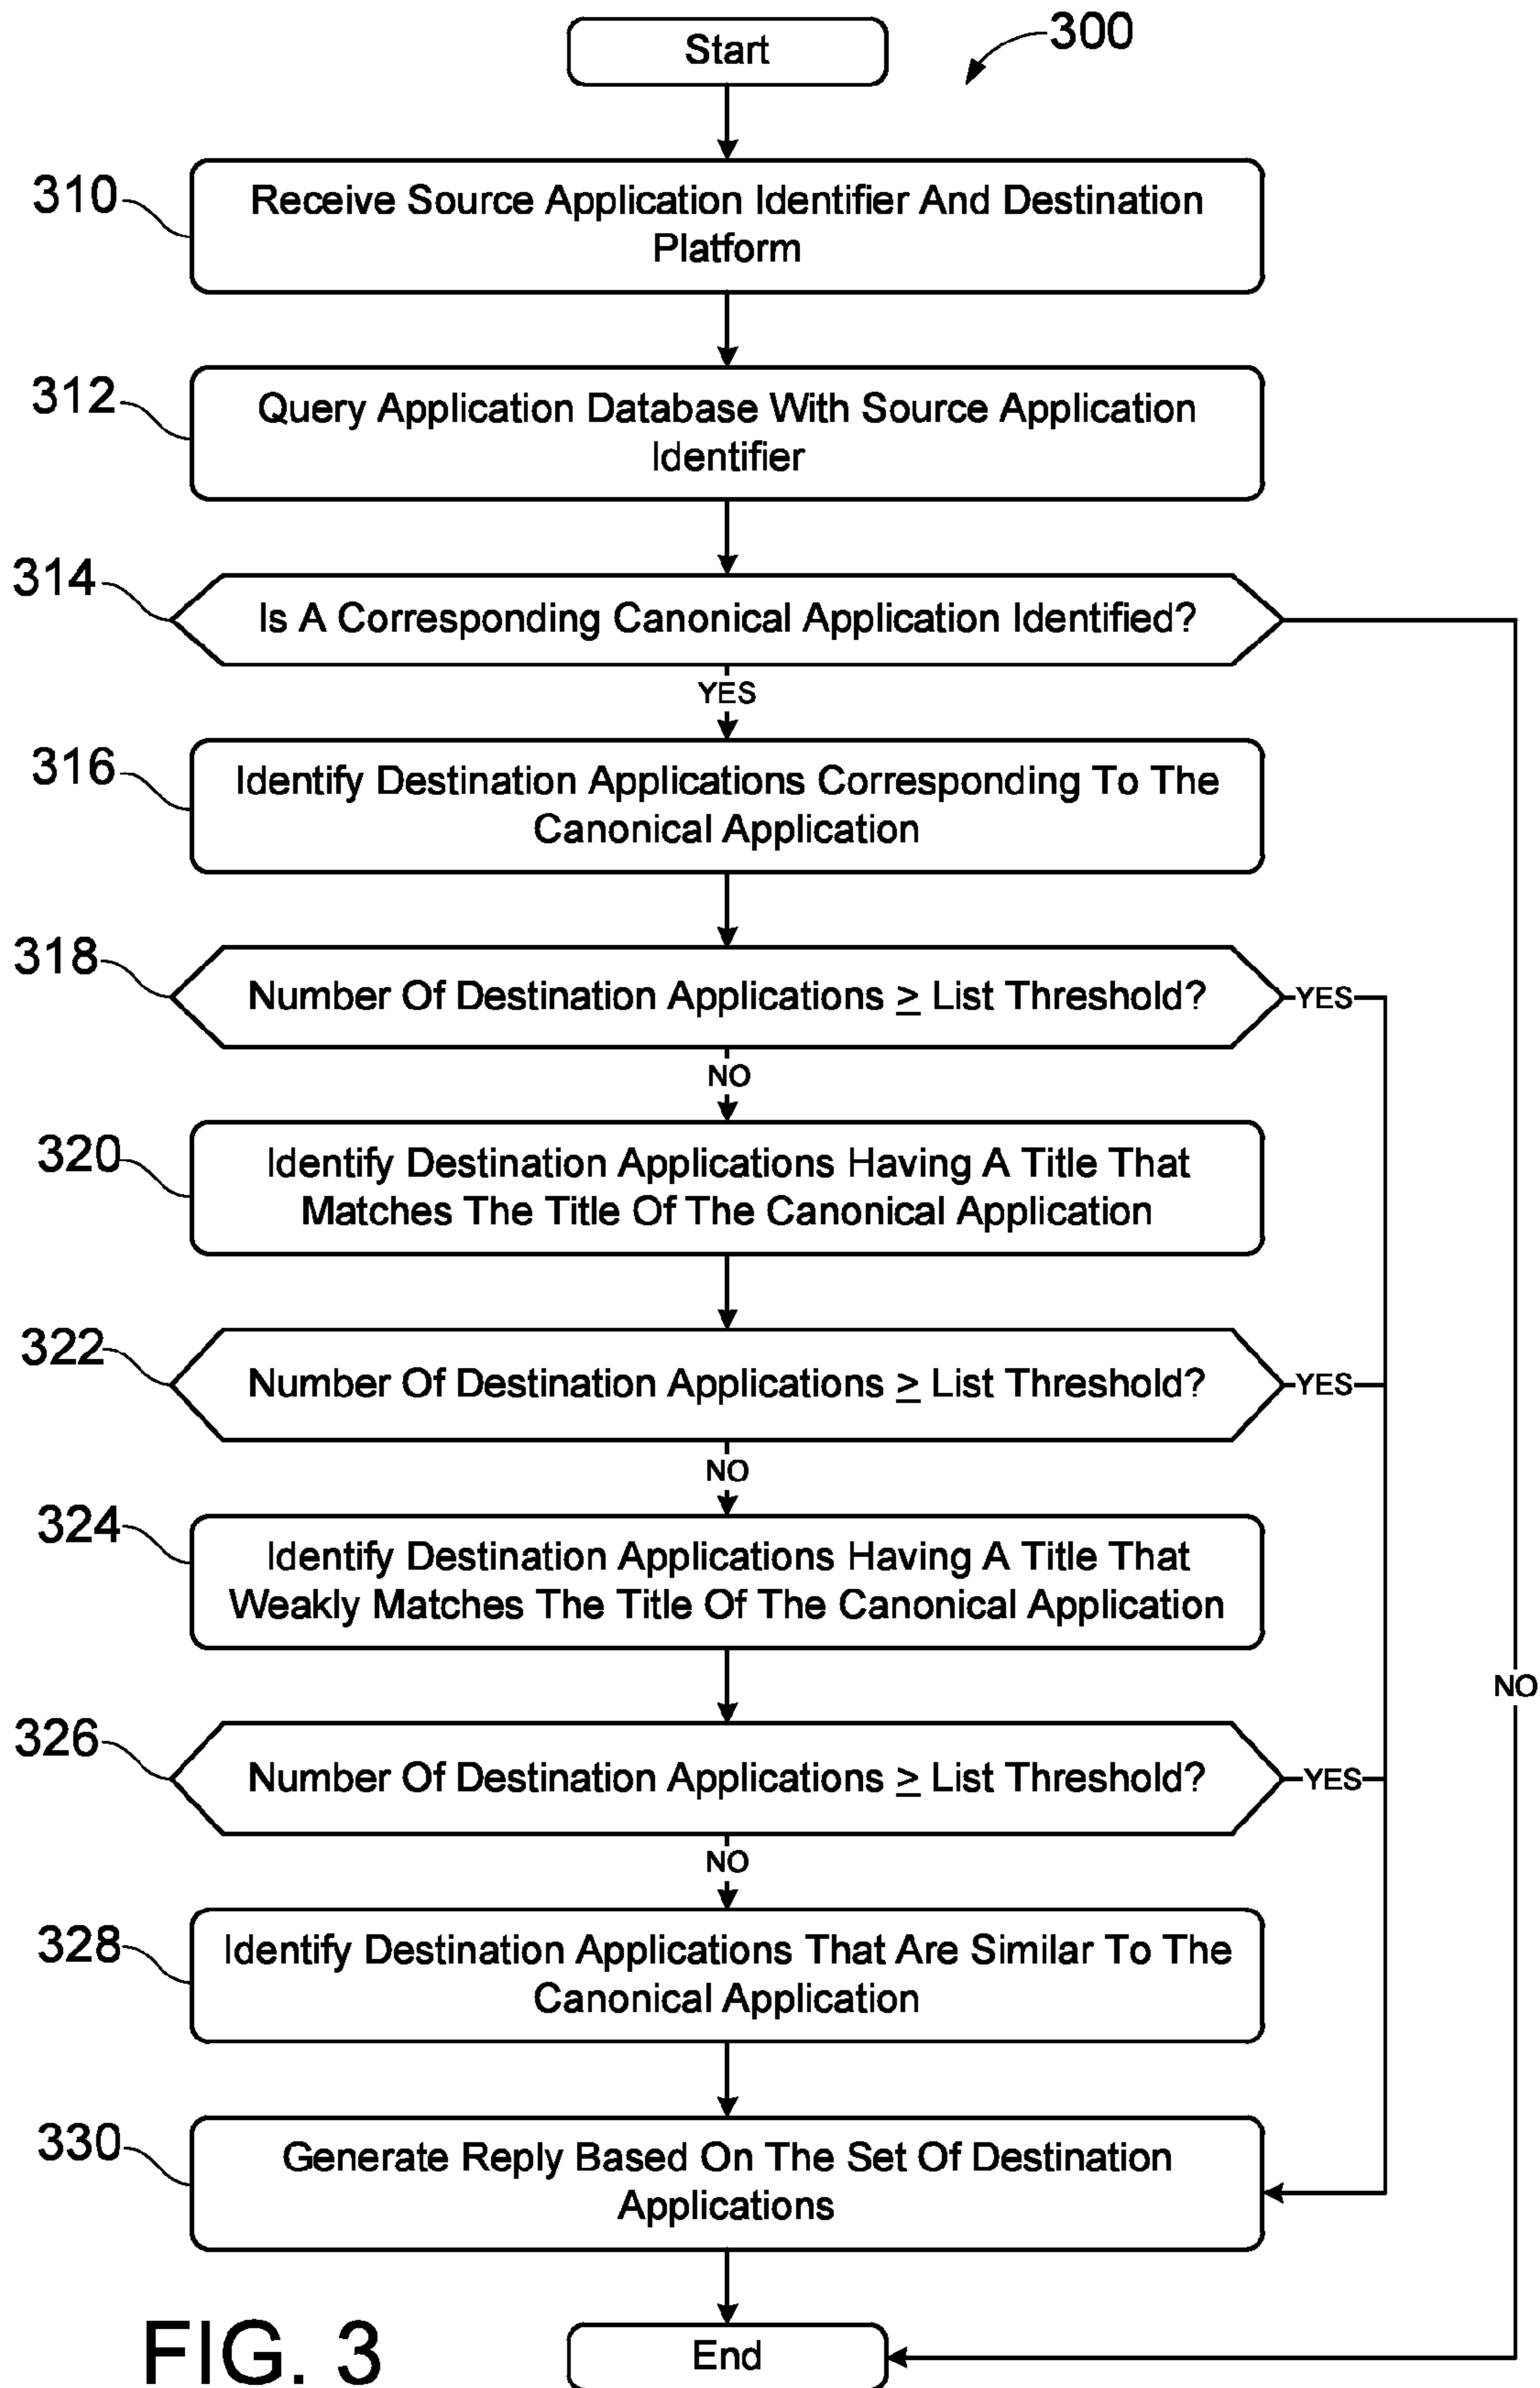 Start
300
310
Receive Source Application Identifier And Destination
Platform
312
Query Application Database With Source Application
Identifier
314
Is A Corresponding Canonical Application Identified?
YES
316
Identify Destination Applications Corresponding To The
Canonical Application
318
Number Of Destination Applications ≥ List Threshold?
YES
NO
320
Identify Destination Applications Having A Title That
Matches The Title Of The Canonical Application
322
Number Of Destination Applications ≥ List Threshold?
YES
NO
324
Identify Destination Applications Having A Title That
Weakly Matches The Title Of The Canonical Application
NO
326
Number Of Destination Applications ≥ List Threshold?
YES
NO
328
Identify Destination Applications That Are Similar To The
Canonical Application
330
Generate Reply Based On The Set Of Destination
Applications
FIG. 3
End